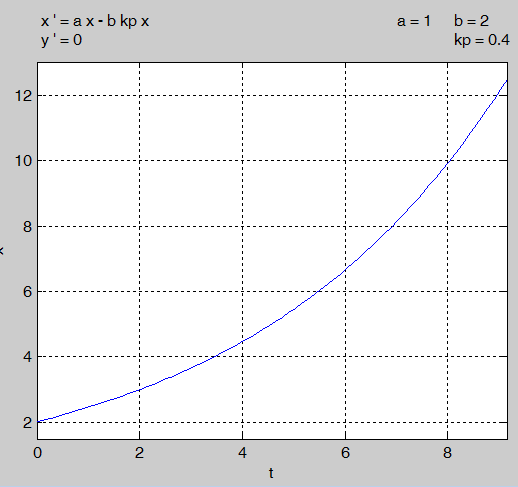 x ' = a x - b kp x
y ' = 0
a = 1
b = 2
kp = 0.4
12
10
8
6
4
2
0
2
4
6
8
t
x